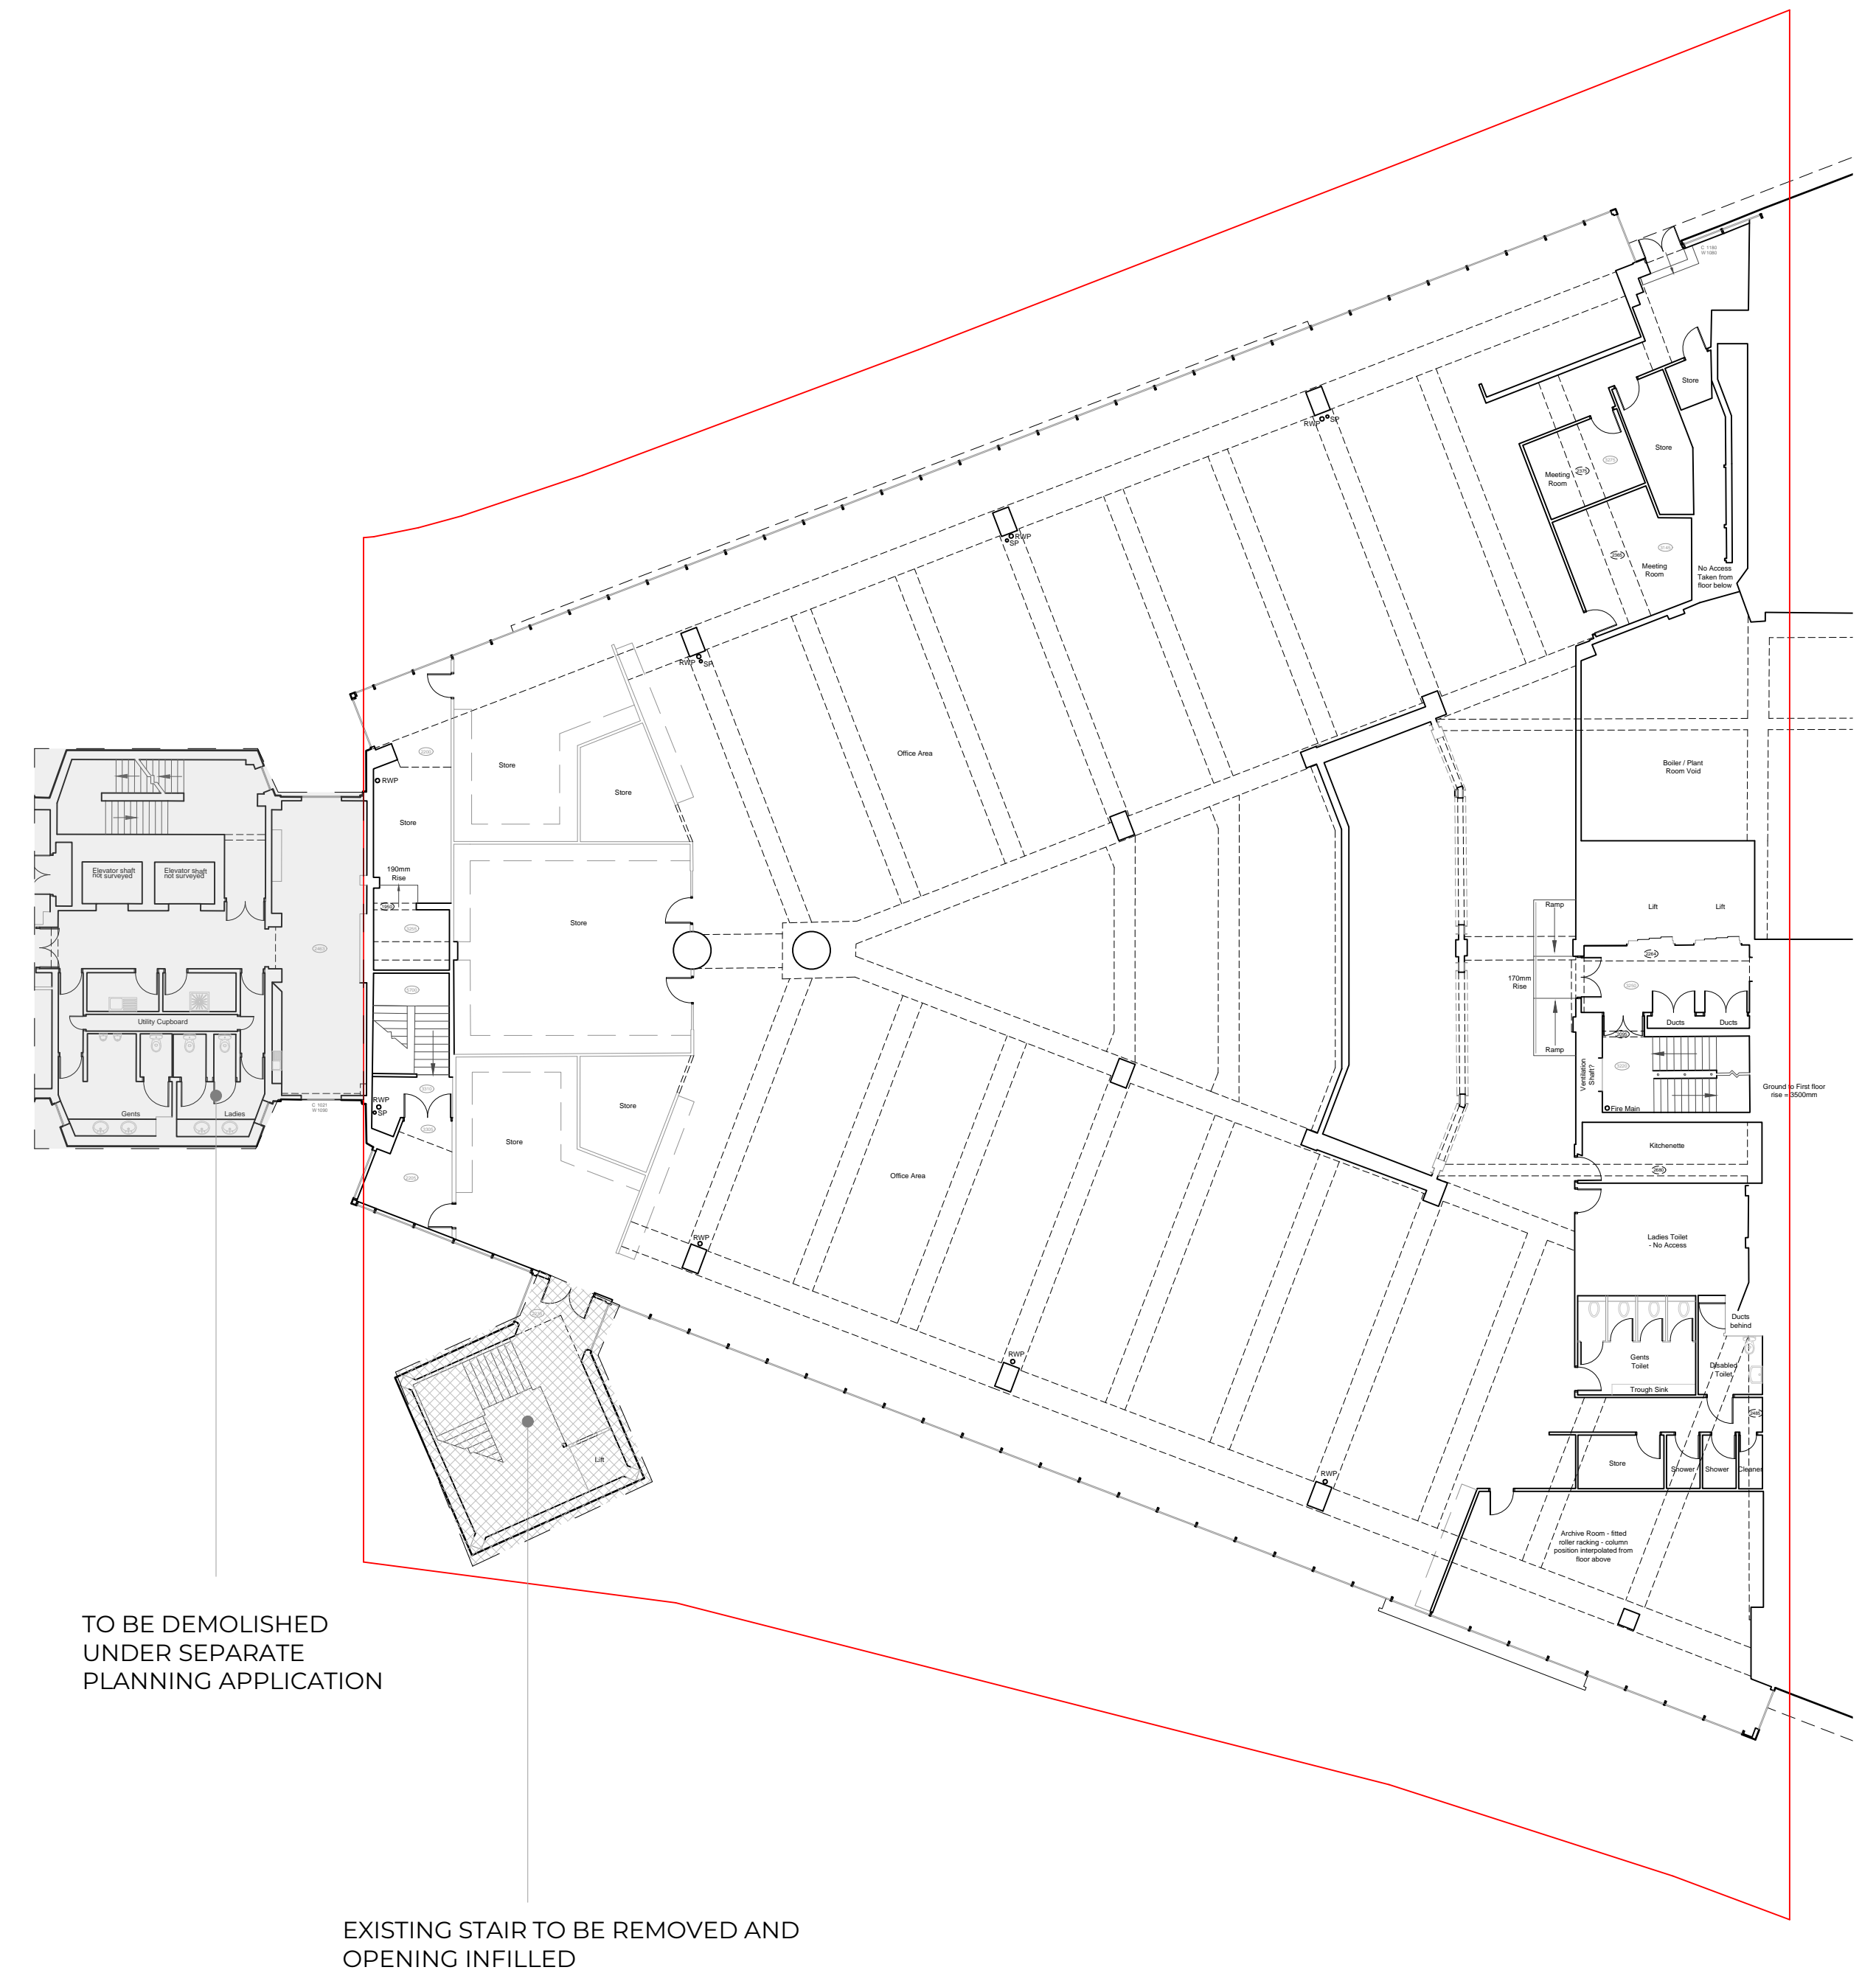 C 1180
W1080
Store
RWP
SP
Store
Meeting
Room
RWP
SP
Meeting
Room
No Access
Taken from
floor below
RWP
SP
Office Area
Store
Boiler / Plant
Room Void
RWP
Store
Store
190mm
Rise
Elevator shaft
not surveyed
Elevator shaft
not surveyed
Ramp
Lift
Lift
Store
170mm
Rise
Utility Cupboard
Ducts
Ducts
Ramp
Ventilation
Shaft?
Ground to First floor
rise = 3500mm
RWP
SP
C 1021
W1080
Gents
Ladies
Store
Fire Main
Store
Kitchenette
Office Area
RWP
Ladies Toilet
- No Access
Ducts
behind
RWP
Gents
Toilet
Disabled
Toilet
Trough Sink
Lift
RWP
Store
Shower
Shower
Cleaner
Archive Room - fitted
roller racking - column
position interpolated from
floor above
TO BE DEMOLISHED
UNDER SEPARATE
PLANNING APPLICATION
EXISTING STAIR TO BE REMOVED AND
OPENING INFILLED